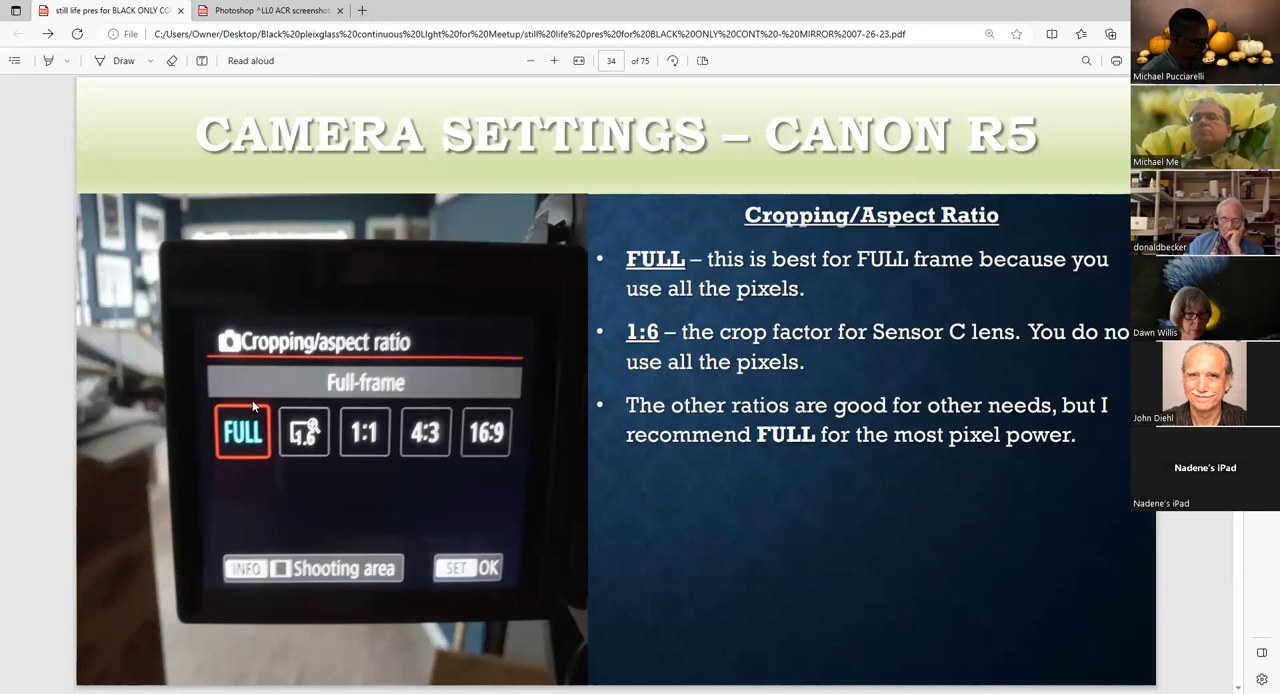 still life pres for BLACK ONLY CO
Photoshop ^LL0 ACR screenshot
File
C:/Users/Owner/Desktop/Black%20pleixglass%20continuous%20LIght%20for%20Meetup/still%20life%20pres%20for%20BLACK%20ONLY%20CONT%20-%20MIRROR%2007-26-23.pdf
Draw
Read aloud
34
of 75
CAMERA SETTINGS – CANON R5
Cropping/aspect ratio
Full-frame
FULL
1.6
1:1
4:3
16:9
INFO
Shooting area
SET
OK
Cropping/Aspect Ratio
• FULL – this is best for FULL frame because you
use all the pixels.
• 1:6 – the crop factor for Sensor C lens. You do no
use all the pixels.
• The other ratios are good for other needs, but I
recommend FULL for the most pixel power.
Michael Pucciarelli
Michael Me
donaldbecker
Dawn Willis
John Diehl
Nadene's iPad
Nadene's iPad